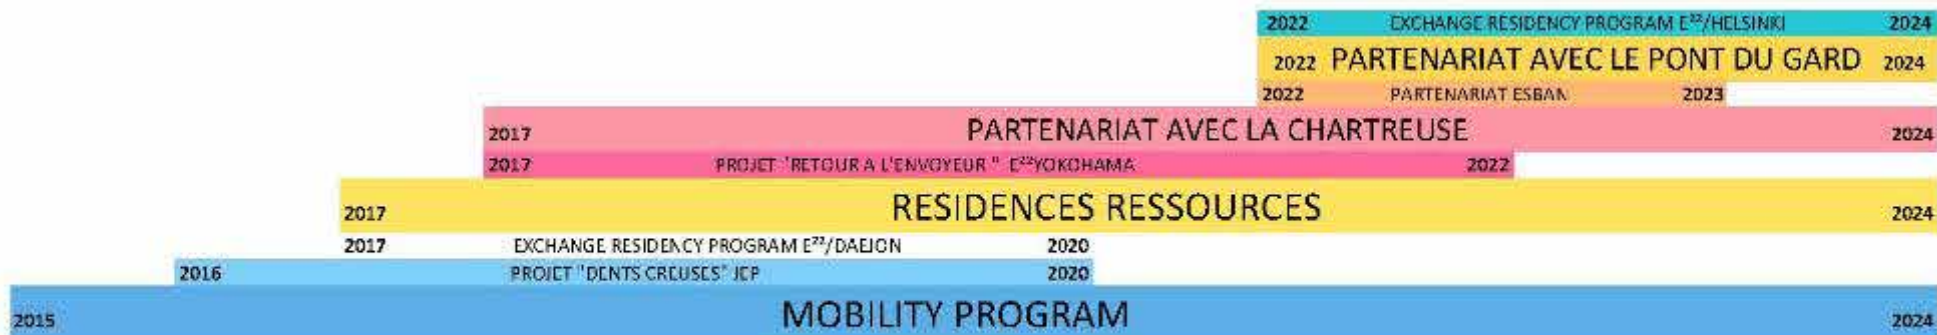 2022 EXCHANGE RESIDENCY PROGRAM E²²/HELSINKI 2024
2022 PARTENARIAT AVEC LE PONT DU GARD 2024
2022 PARTENARIAT ESBAN 2023
2017 PARTENARIAT AVEC LA CHARTREUSE 2024
2017 PROJET "RETOUR A L'ENVOYEUR " E²²YOKOHAMA 2022
2017 RESIDENCES RESSOURCES 2024
2017 EXCHANGE RESIDENCY PROGRAM E²²/DAEJON 2020
2016 PROJET "DENTS CREUSES" JEP 2020
2015 MOBILITY PROGRAM 2024